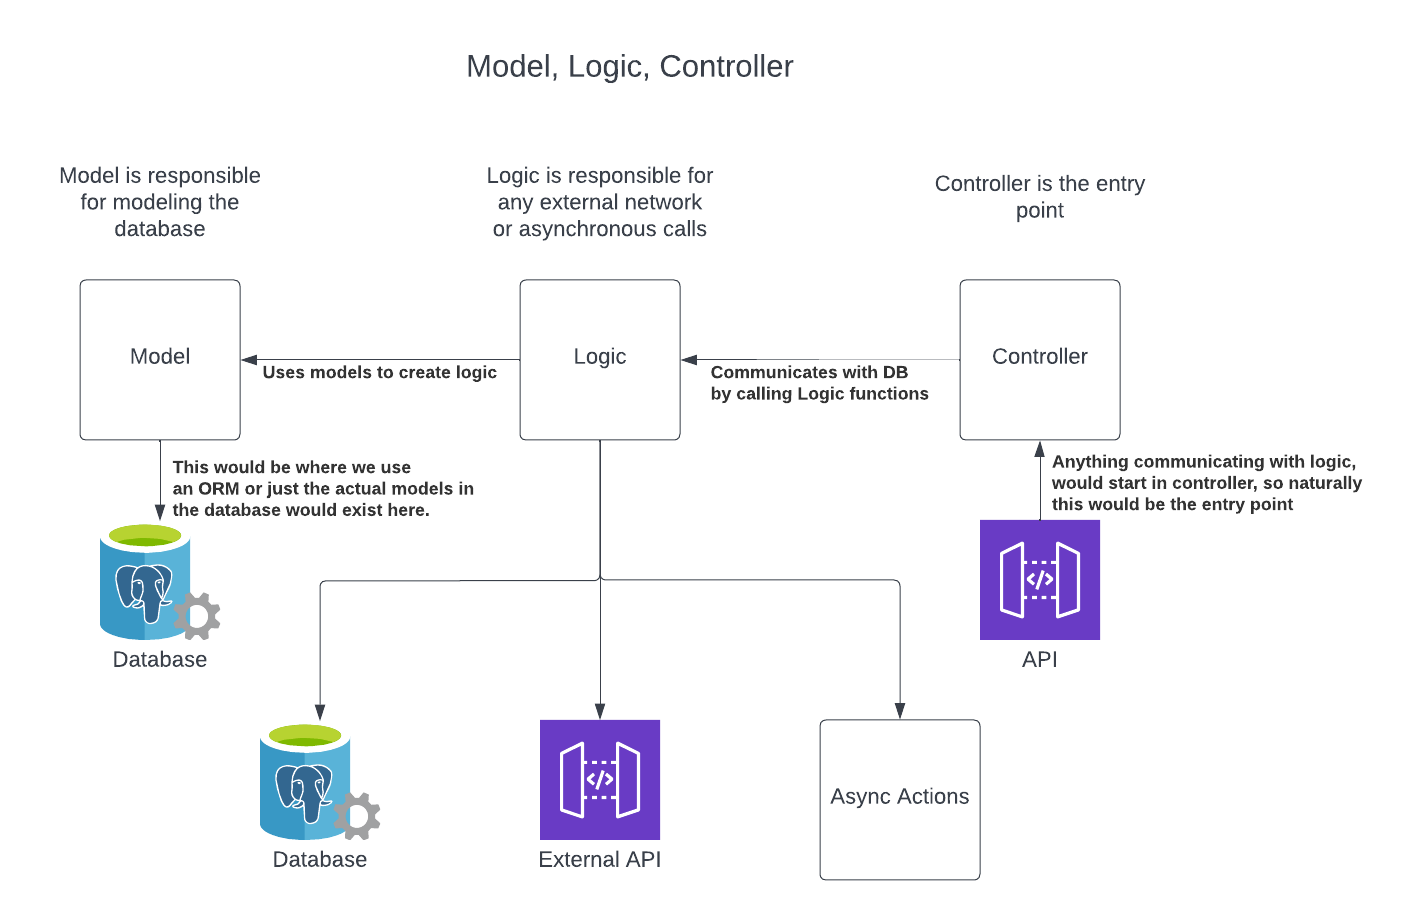 Model, Logic, Controller
Model is responsible
for modeling the
database
Logic is responsible for
any external network
or asynchronous calls
Controller is the entry
point
Model
Uses models to create logic
Logic
Communicates with DB
by calling Logic functions
Controller
This would be where we use
an ORM or just the actual models in
the database would exist here.
Anything communicating with logic,
would start in controller, so naturally
this would be the entry point
</>
Database
API
</>
Database
External API
Async Actions